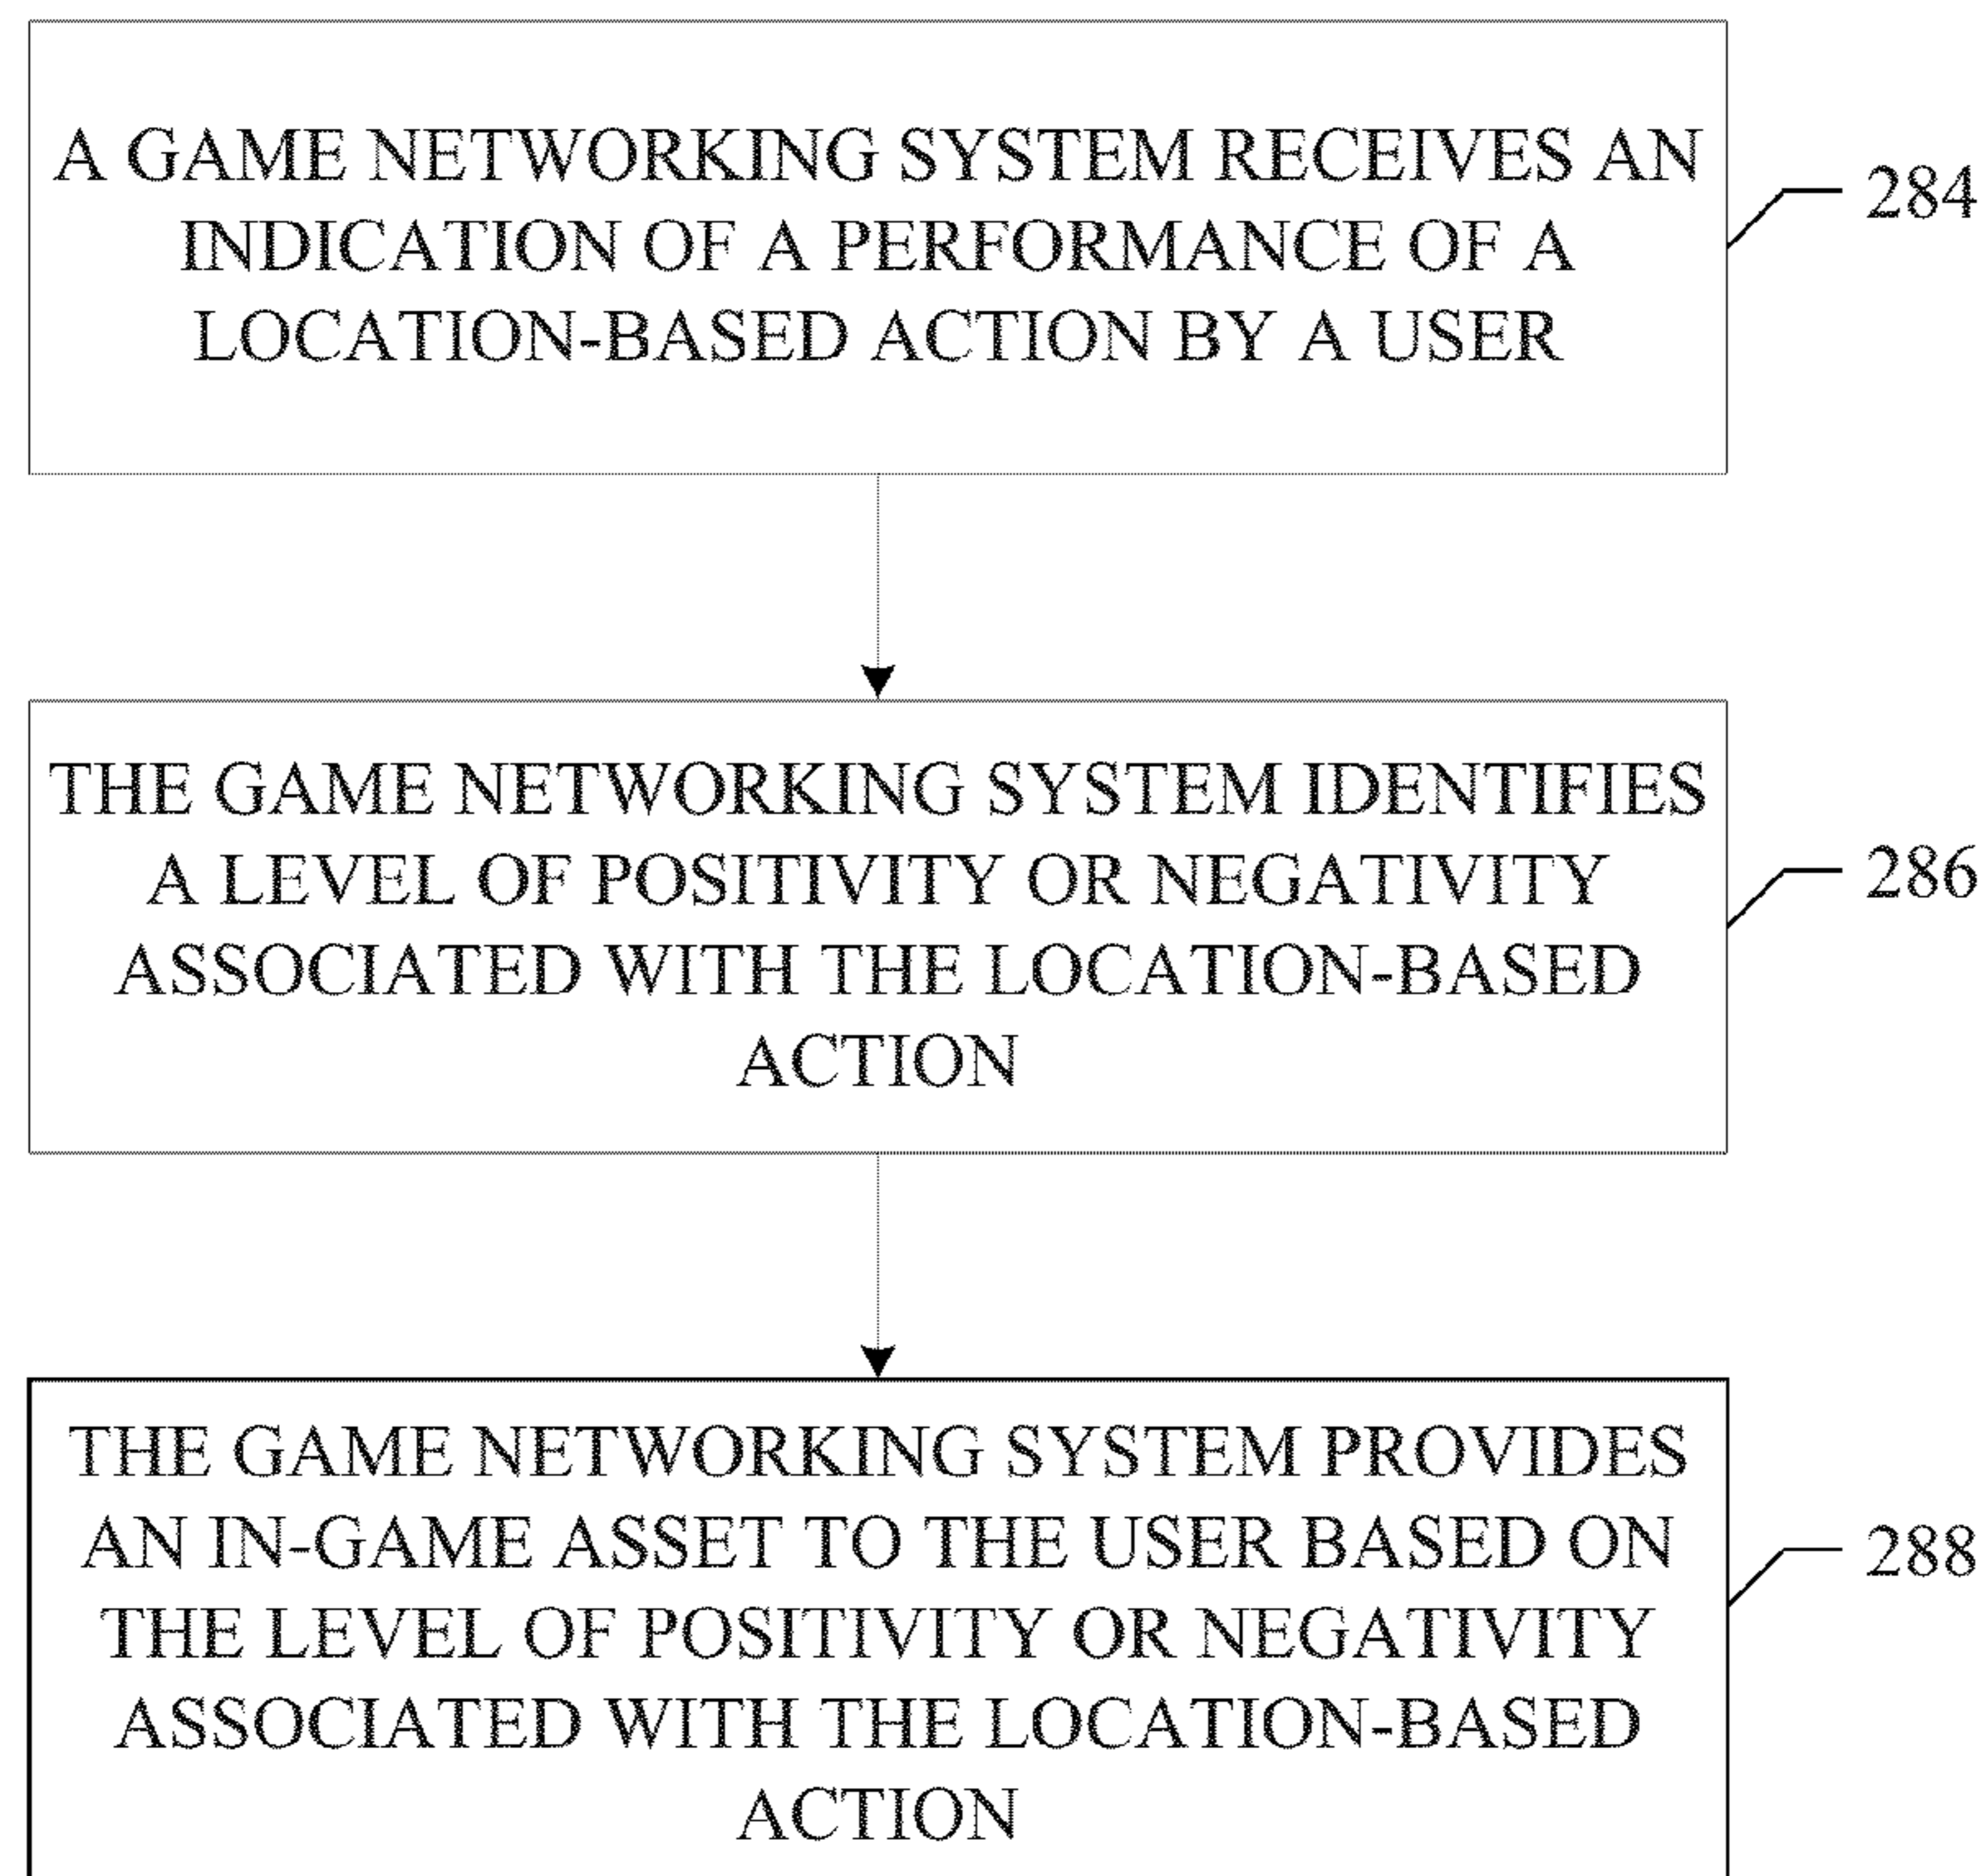 A GAME NETWORKING SYSTEM RECEIVES AN
INDICATION OF A PERFORMANCE OF A
LOCATION-BASED ACTION BY A USER
284
THE GAME NETWORKING SYSTEM IDENTIFIES
A LEVEL OF POSITIVITY OR NEGATIVITY
ASSOCIATED WITH THE LOCATION-BASED
ACTION
286
THE GAME NETWORKING SYSTEM PROVIDES
AN IN-GAME ASSET TO THE USER BASED ON
THE LEVEL OF POSITIVITY OR NEGATIVITY
ASSOCIATED WITH THE LOCATION-BASED
ACTION
288